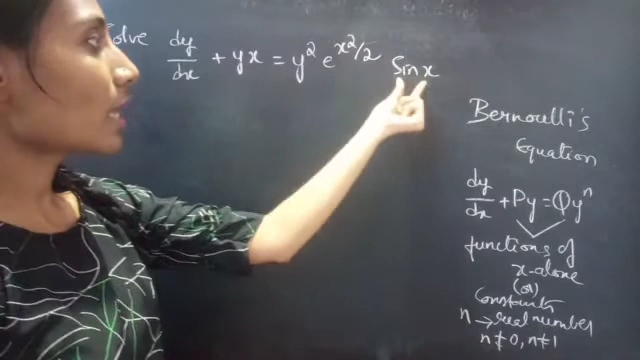 Solve dy/dx + yx = y² e^(x²/2) Sin x
Bernoulli's
Equation
dy/dx + Py = Qyⁿ
functions of
x-alone
(or)
Constants
n → real number
n ≠ 0, n ≠ 1